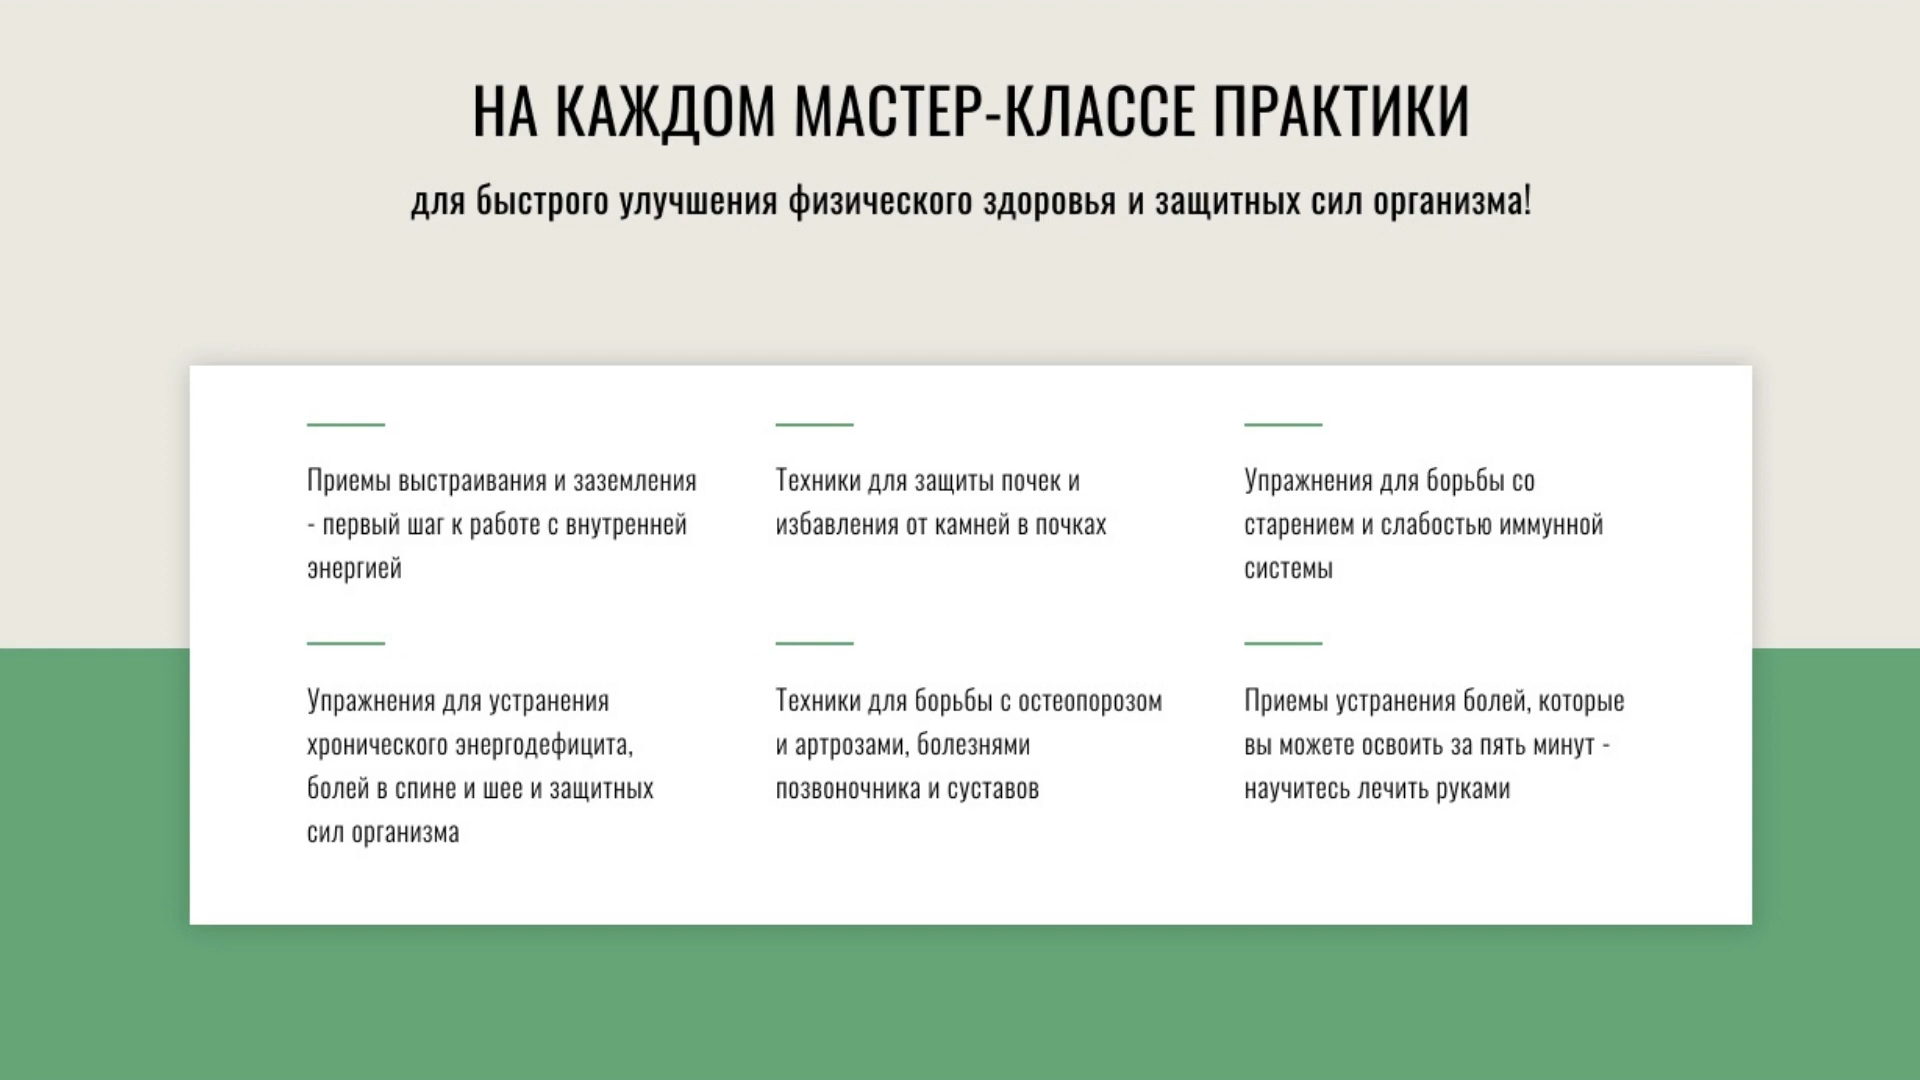 НА КАЖДОМ МАСТЕР-КЛАССЕ ПРАКТИКИ
для быстрого улучшения физического здоровья и защитных сил организма!
Приемы выстраивания и заземления
- первый шаг к работе с внутренней
энергией
Техники для защиты почек и
избавления от камней в почках
Упражнения для борьбы со
старением и слабостью иммунной
системы
Упражнения для устранения
хронического энергодефицита,
болей в спине и шее и защитных
сил организма
Техники для борьбы с остеопорозом
и артрозами, болезнями
позвоночника и суставов
Приемы устранения болей, которые
вы можете освоить за пять минут -
научитесь лечить руками